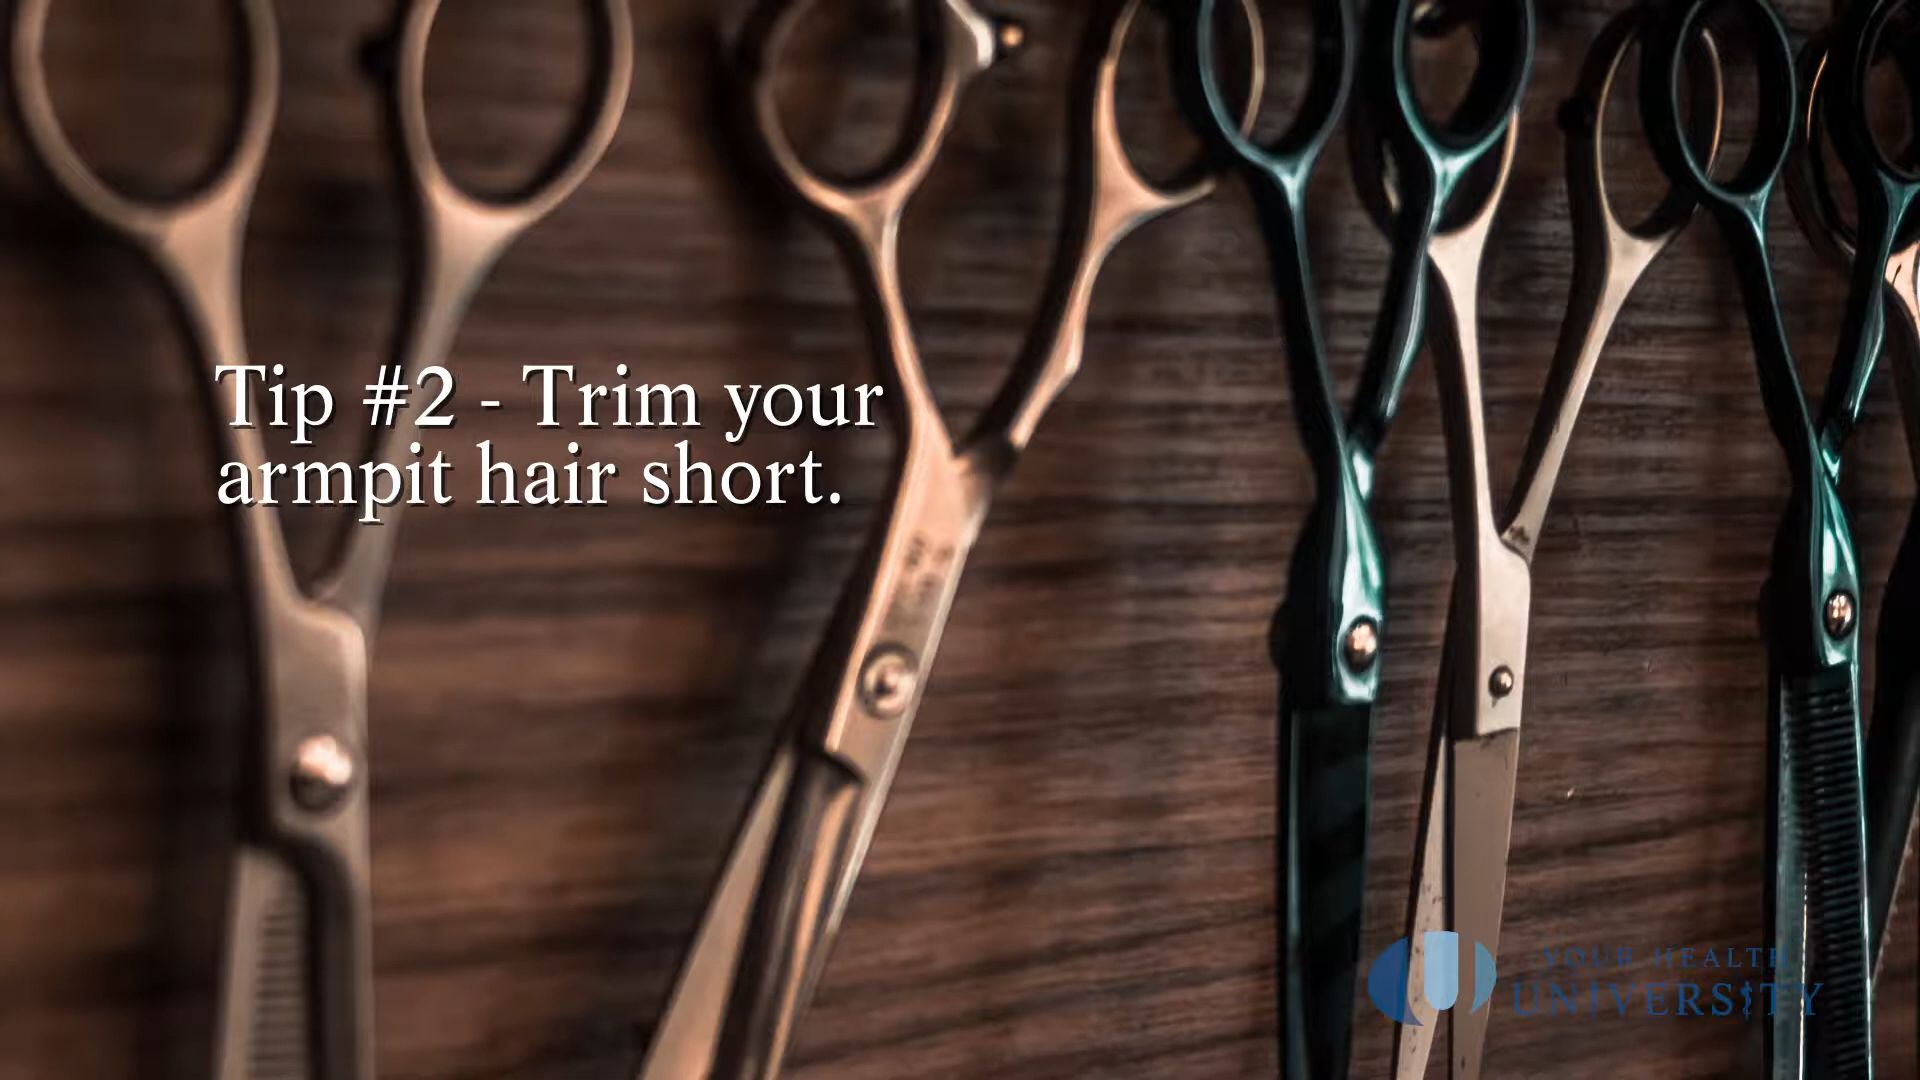 Tip #2 - Trim your
armpit hair short.
YOUR HEALTH
UNIVERSITY